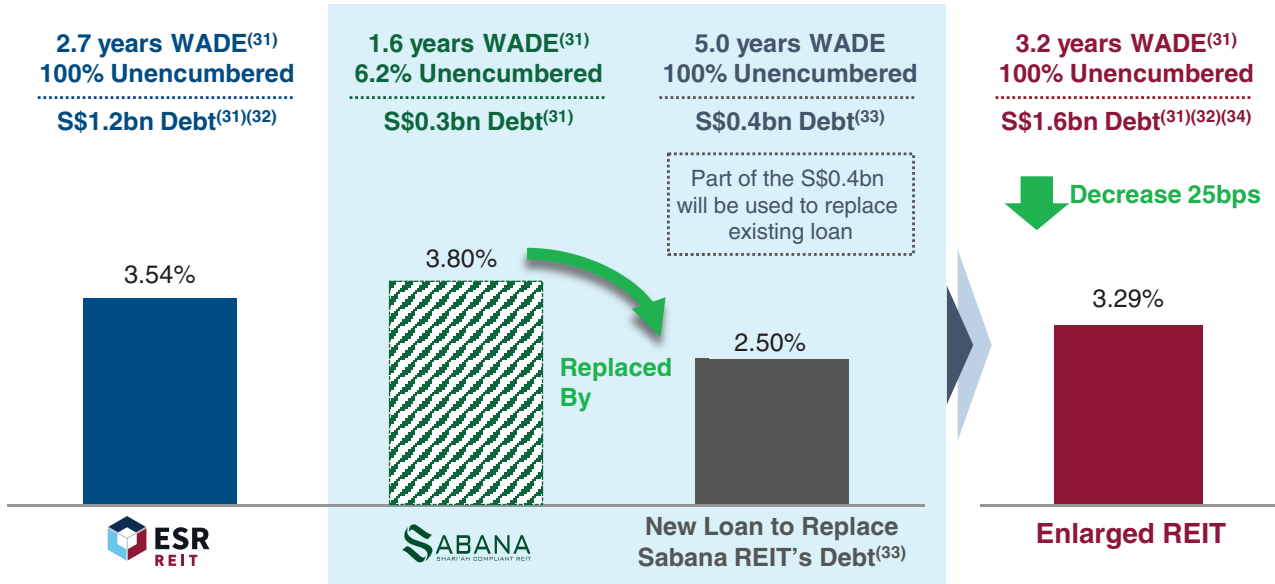 2.7 years WADE(31)
100% Unencumbered
S$1.2bn Debt(31)(32)
3.54%
ESR
REIT
1.6 years WADE(31)
6.2% Unencumbered
S$0.3bn Debt(31)
3.80%
Replaced
By
SABANA
SHARI'AH COMPLIANT REIT
5.0 years WADE
100% Unencumbered
S$0.4bn Debt(33)
Part of the S$0.4bn
will be used to replace
existing loan
2.50%
New Loan to Replace
Sabana REIT's Debt(33)
3.2 years WADE(31)
100% Unencumbered
S$1.6bn Debt(31)(32)(34)
Decrease 25bps
3.29%
Enlarged REIT